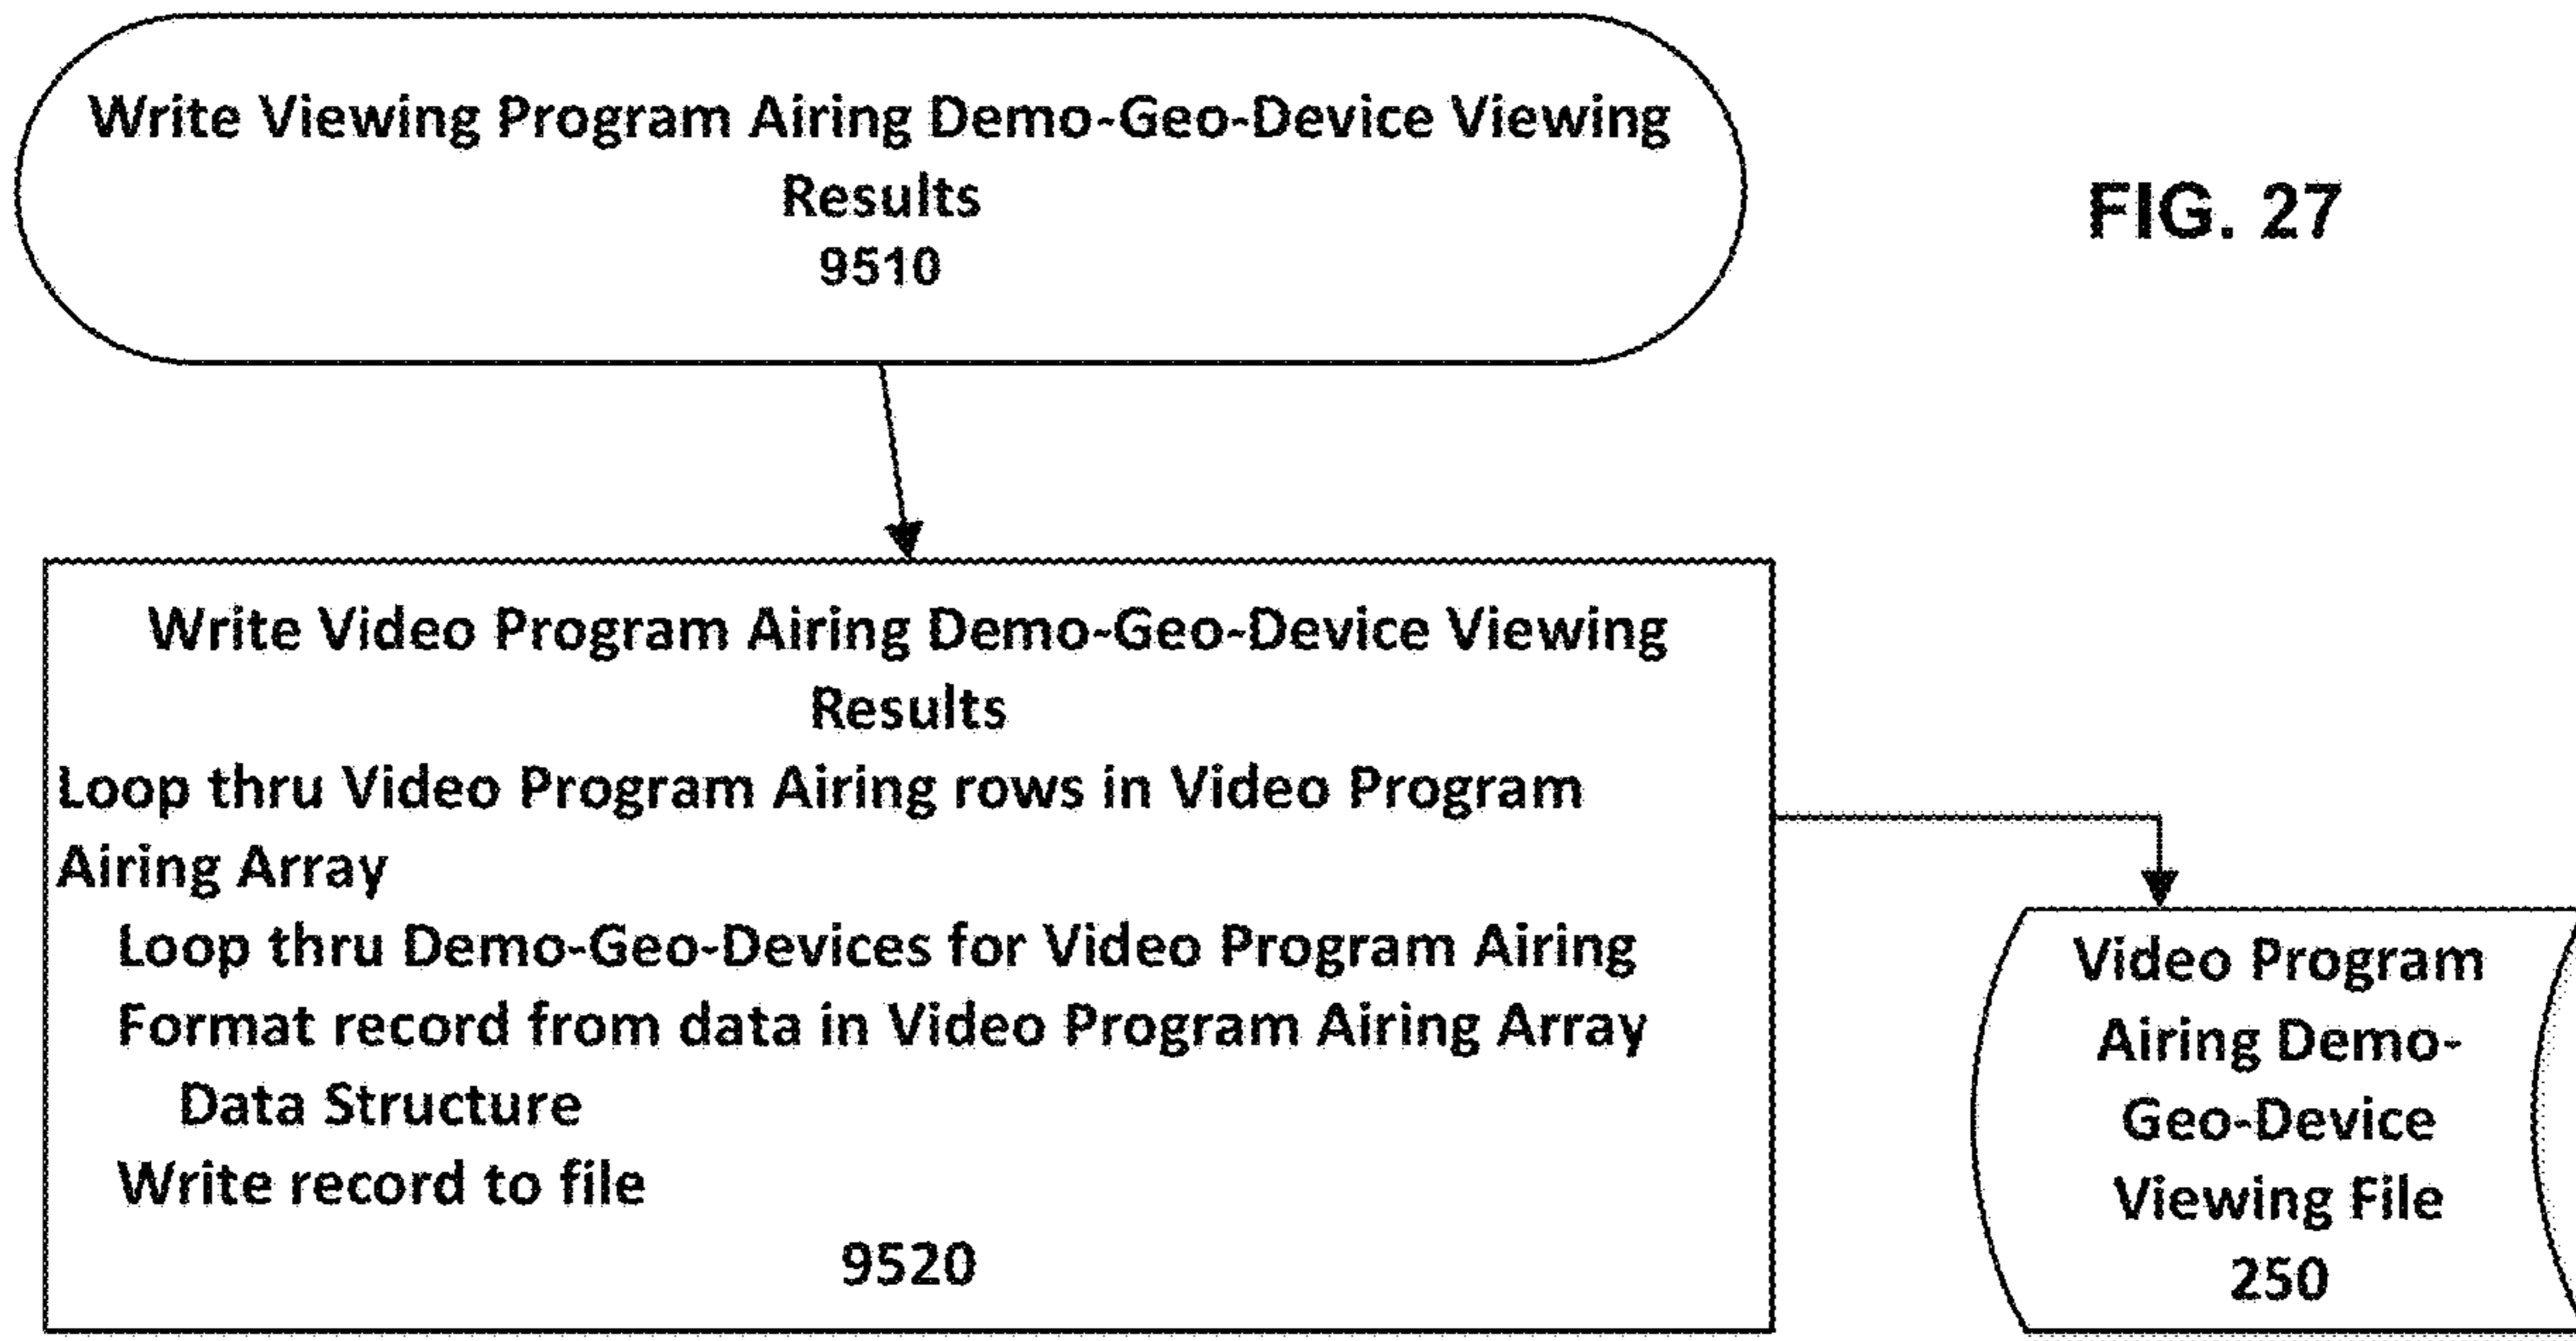 Write Viewing Program Airing Demo-Geo-Device Viewing
Results
9510
FIG. 27
Write Video Program Airing Demo-Geo-Device Viewing
Results
Loop thru Video Program Airing rows in Video Program
Airing Array
Loop thru Demo-Geo-Devices for Video Program Airing
Format record from data in Video Program Airing Array
Data Structure
Write record to file
9520
Video Program
Airing Demo-
Geo-Device
Viewing File
250